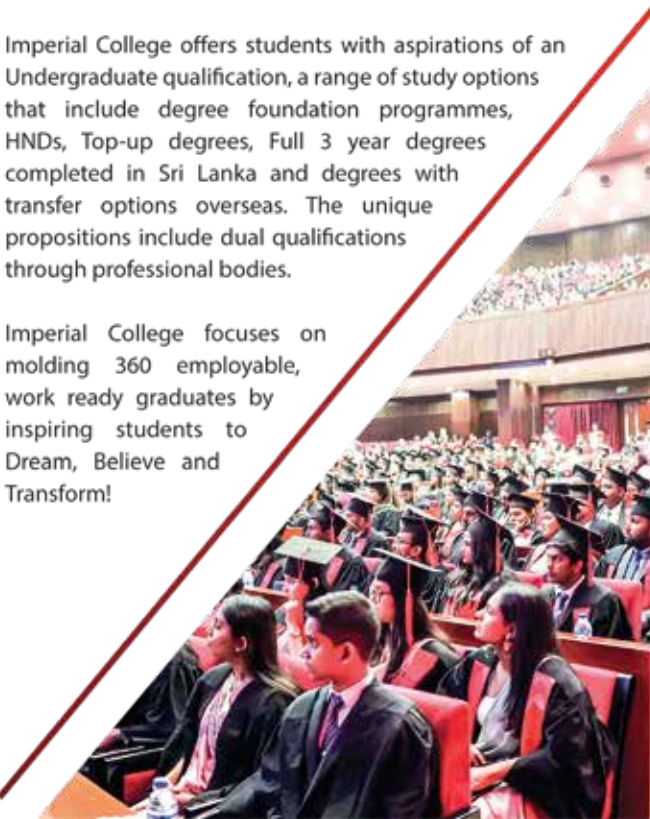 Imperial College offers students with aspirations of an
Undergraduate qualification, a range of study options
that include degree foundation programmes,
HNDs, Top-up degrees, Full 3 year degrees
completed in Sri Lanka and degrees with
transfer options overseas. The unique
propositions include dual qualifications
through professional bodies.
Imperial College focuses on
molding 360 employable,
work ready graduates by
inspiring students to
Dream, Believe and
Transform!